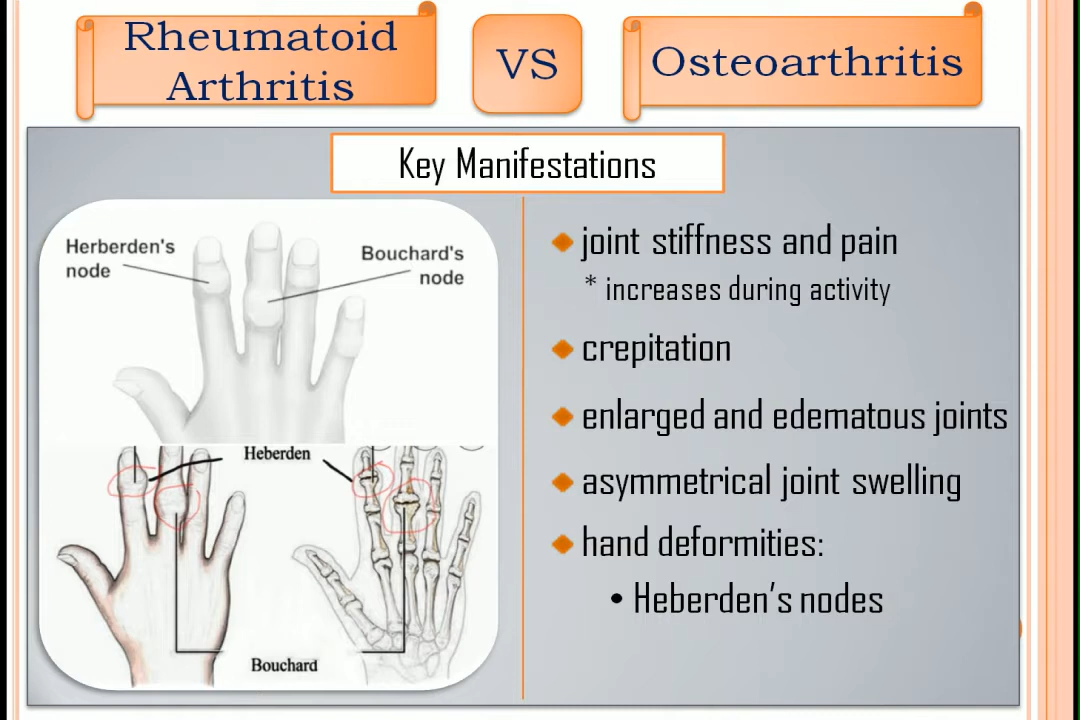 Rheumatoid
Arthritis
VS
Osteoarthritis
Key Manifestations
Herberden's
node
Bouchard's
node
Heberden
Bouchard
joint stiffness and pain
* increases during activity
crepitation
enlarged and edematous joints
asymmetrical joint swelling
hand deformities:
• Heberden's nodes